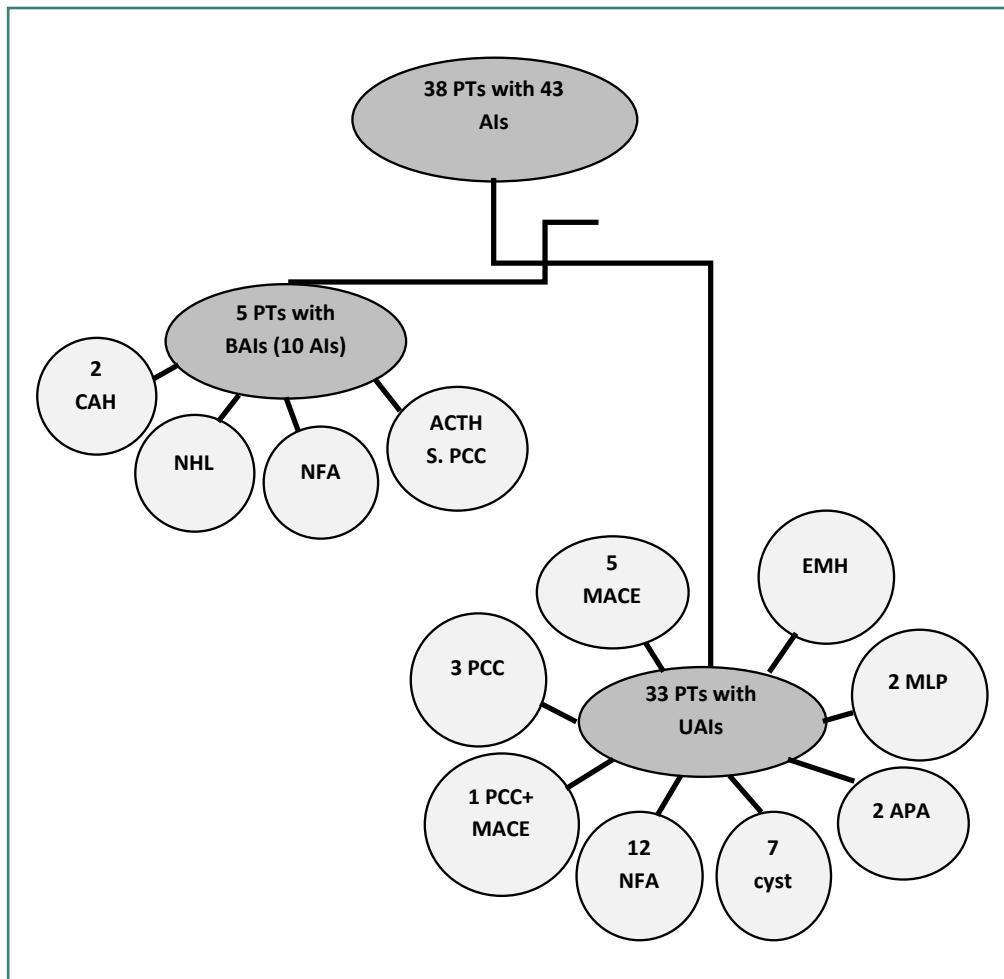 38 PTs with 43
AIs
5 PTs with
BAIs (10 AIs)
2
CAH
NHL
NFA
ACTH
S. PCC
33 PTs with
UAIs
5
MACE
EMH
3 PCC
2 MLP
1 PCC+
MACE
2 APA
12
NFA
7
cyst